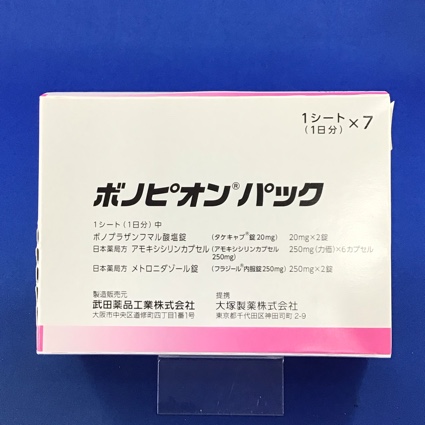 1シート
(1日分) ×7
ボノピオン®パック
1シート(1日分)中
ボノプラザンフマル酸塩錠 (タケキャブ®錠20mg) 20mg×2錠
日本薬局方 アモキシシリンカプセル (アモキシシリンカプセル 250mg(力価)×6カプセル
250mg)
日本薬局方 メトロニダゾール錠 (フラジール®内服錠250mg) 250mg×2錠
製造販売元 提携
武田薬品工業株式会社 大塚製薬株式会社
大阪市中央区道修町四丁目1番1号 東京都千代田区神田司町2-9